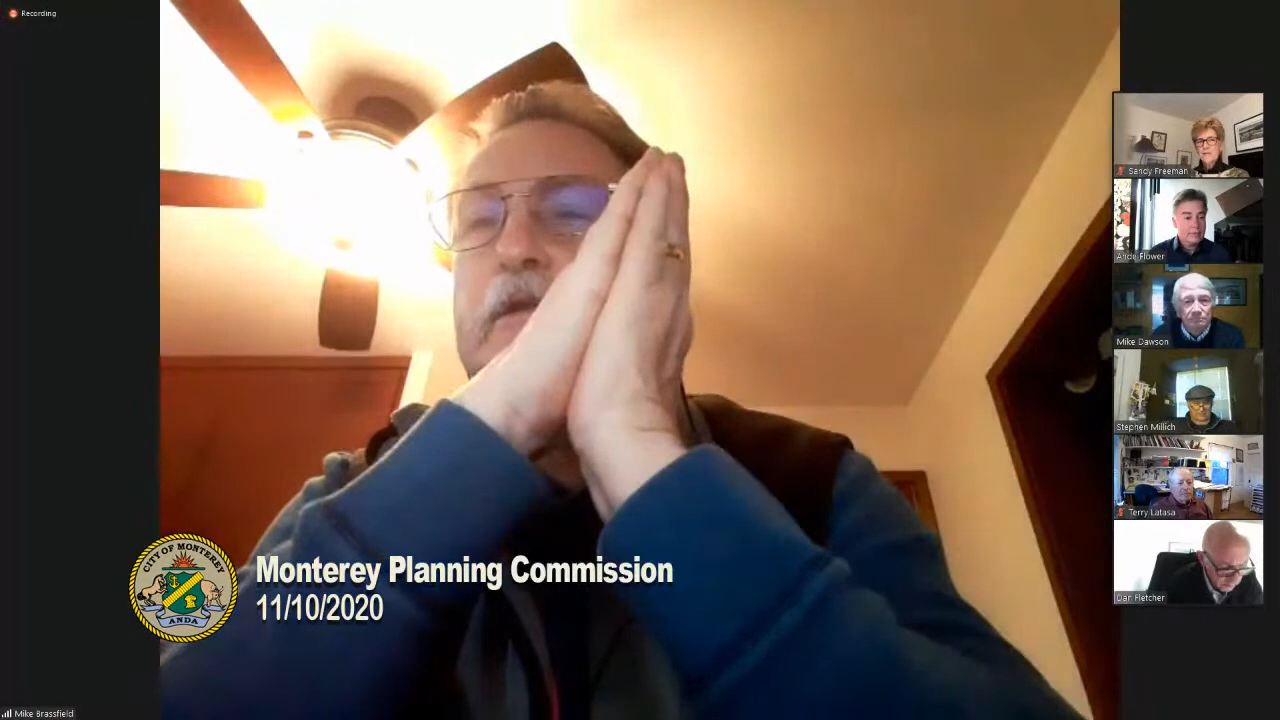 Recording
Sandy Freeman
Ande Flower
Mike Dawson
Stephen Millich
Terry Latasa
Dan Fletcher
CITY OF MONTEREY
ANDA
Monterey Planning Commission
11/10/2020
Mike Brassfield